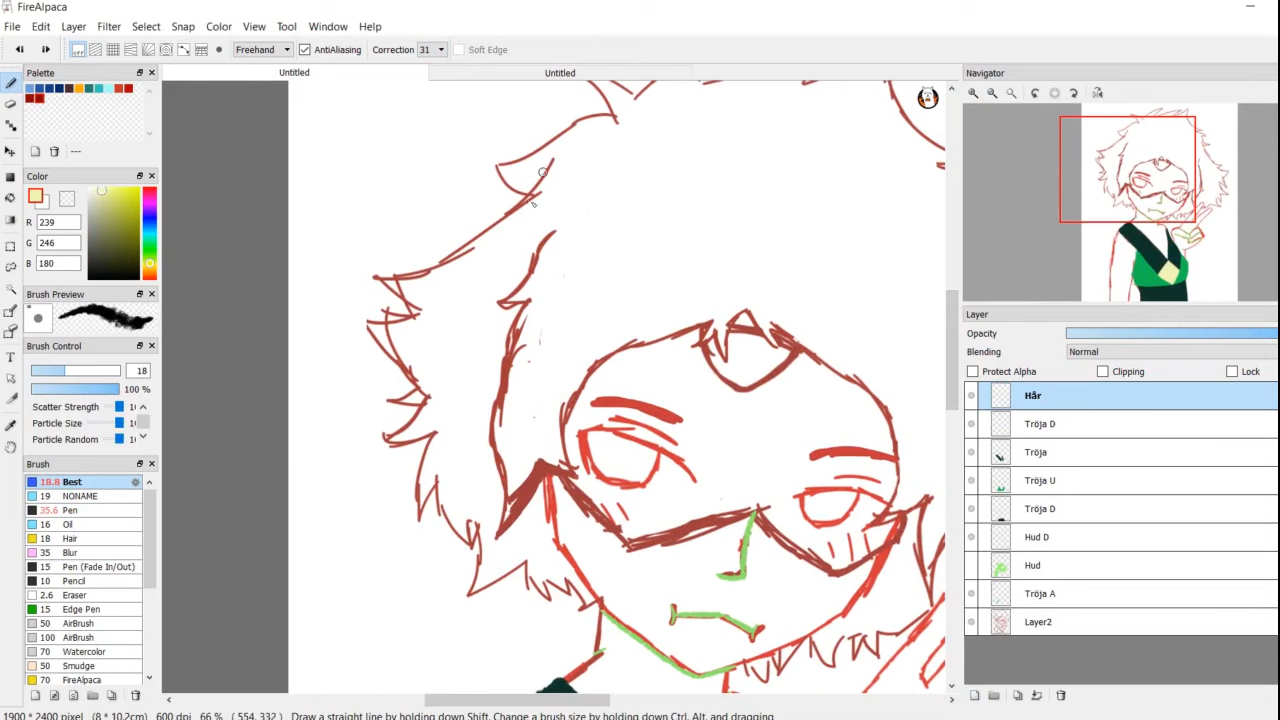 FireAlpaca
File Edit Layer Filter Select Snap Color View Tool Window Help
Freehand AntiAliasing Correction 31 Soft Edge
Palette
Untitled
Untitled
Navigator
---
Color
R 239
G 246
B 180
Brush Preview
Brush Control
18
100 %
Scatter Strength
Particle Size
Particle Random
Brush
18.8 Best
19 NONAME
35.6 Pen
16 Oil
18 Hair
35 Blur
15 Pen (Fade In/Out)
10 Pencil
2.6 Eraser
15 Edge Pen
50 AirBrush
100 AirBrush
70 Watercolor
50 Smudge
70 FireAlpaca
Layer
Opacity
Blending Normal
Protect Alpha Clipping Lock
Hår
Tröja D
Tröja
Tröja U
Tröja D
Hud D
Hud
Tröja A
Layer2
1900 * 2400 pixel (8 * 10.2cm) 600 dpi 66 % ( 554, 332 ) Draw a straight line by holding down Shift, Change a brush size by holding down Ctrl, Alt, and dragging